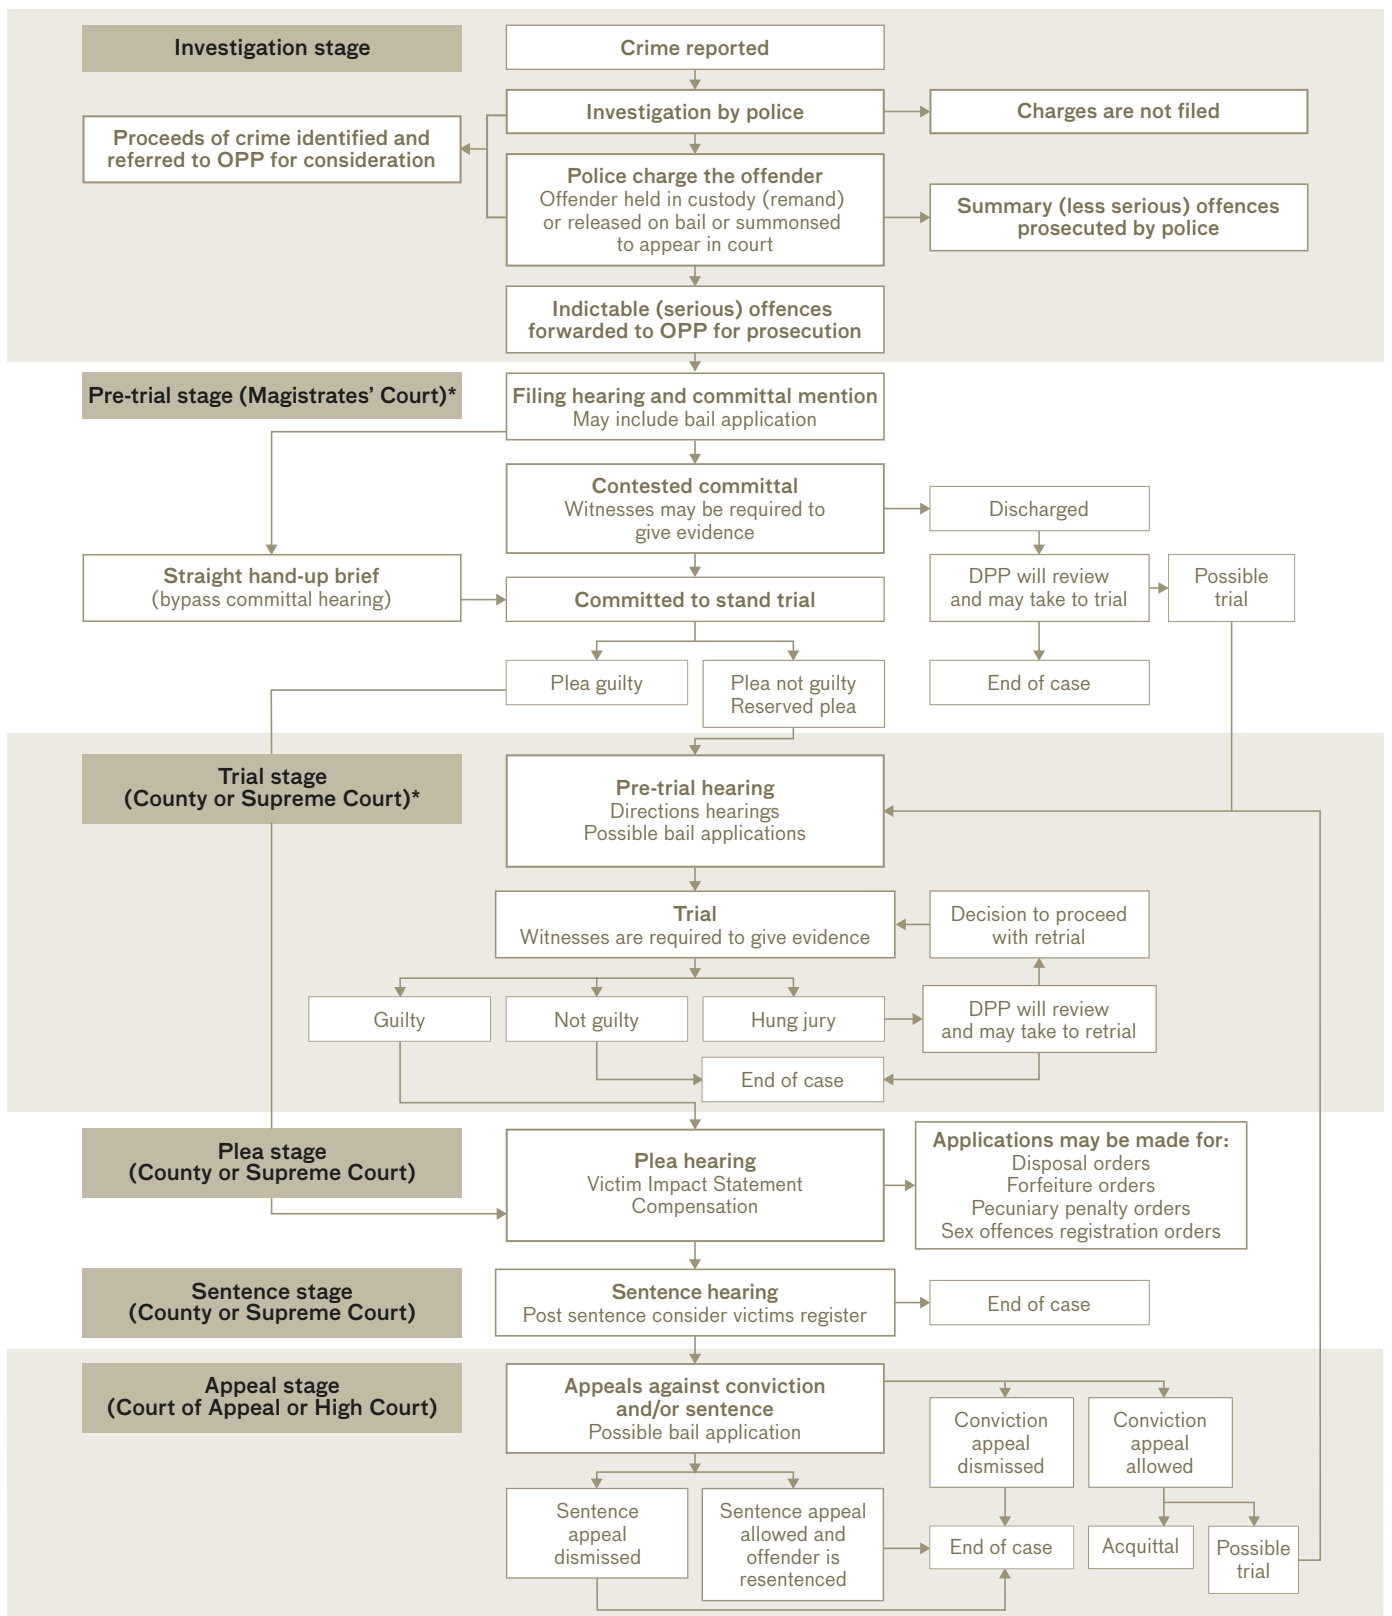 Investigation stage
Crime reported
Investigation by police
Charges are not filed
Proceeds of crime identified and
referred to OPP for consideration
Police charge the offender
Offender held in custody (remand)
or released on bail or summonsed
to appear in court
Summary (less serious) offences
prosecuted by police
Indictable (serious) offences
forwarded to OPP for prosecution
Pre-trial stage (Magistrates’ Court)*
Filing hearing and committal mention
May include bail application
Contested committal
Witnesses may be required to
give evidence
Discharged
Straight hand-up brief
(bypass committal hearing)
Committed to stand trial
DPP will review
and may take to trial
Possible
trial
Plea guilty
Plea not guilty
Reserved plea
End of case
Trial stage
(County or Supreme Court)*
Pre-trial hearing
Directions hearings
Possible bail applications
Trial
Witnesses are required to give evidence
Decision to proceed
with retrial
Guilty
Not guilty
Hung jury
DPP will review
and may take to retrial
End of case
Plea stage
(County or Supreme Court)
Plea hearing
Victim Impact Statement
Compensation
Applications may be made for:
Disposal orders
Forfeiture orders
Pecuniary penalty orders
Sex offences registration orders
Sentence stage
(County or Supreme Court)
Sentence hearing
Post sentence consider victims register
End of case
Appeal stage
(Court of Appeal or High Court)
Appeals against conviction
and/or sentence
Possible bail application
Conviction
appeal
dismissed
Conviction
appeal
allowed
Sentence
appeal
dismissed
Sentence appeal
allowed and
offender is
resentenced
End of case
Acquittal
Possible
trial